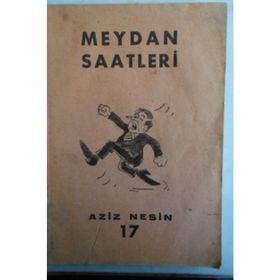 MEYDAN
SAATLERİ
AZİZ NESİN
17